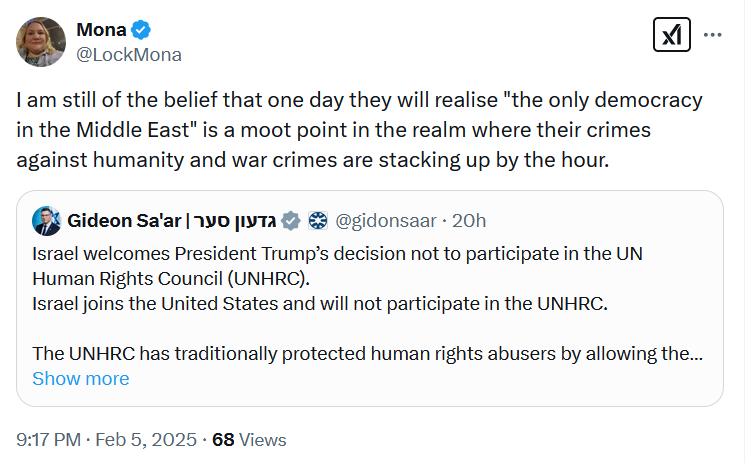 Mona
@LockMona
I am still of the belief that one day they will realise "the only democracy
in the Middle East" is a moot point in the realm where their crimes
against humanity and war crimes are stacking up by the hour.
Gideon Sa'ar | גדעון סער @gidonsaar · 20h
Israel welcomes President Trump’s decision not to participate in the UN
Human Rights Council (UNHRC).
Israel joins the United States and will not participate in the UNHRC.
The UNHRC has traditionally protected human rights abusers by allowing the...
Show more
9:17 PM · Feb 5, 2025 · 68 Views